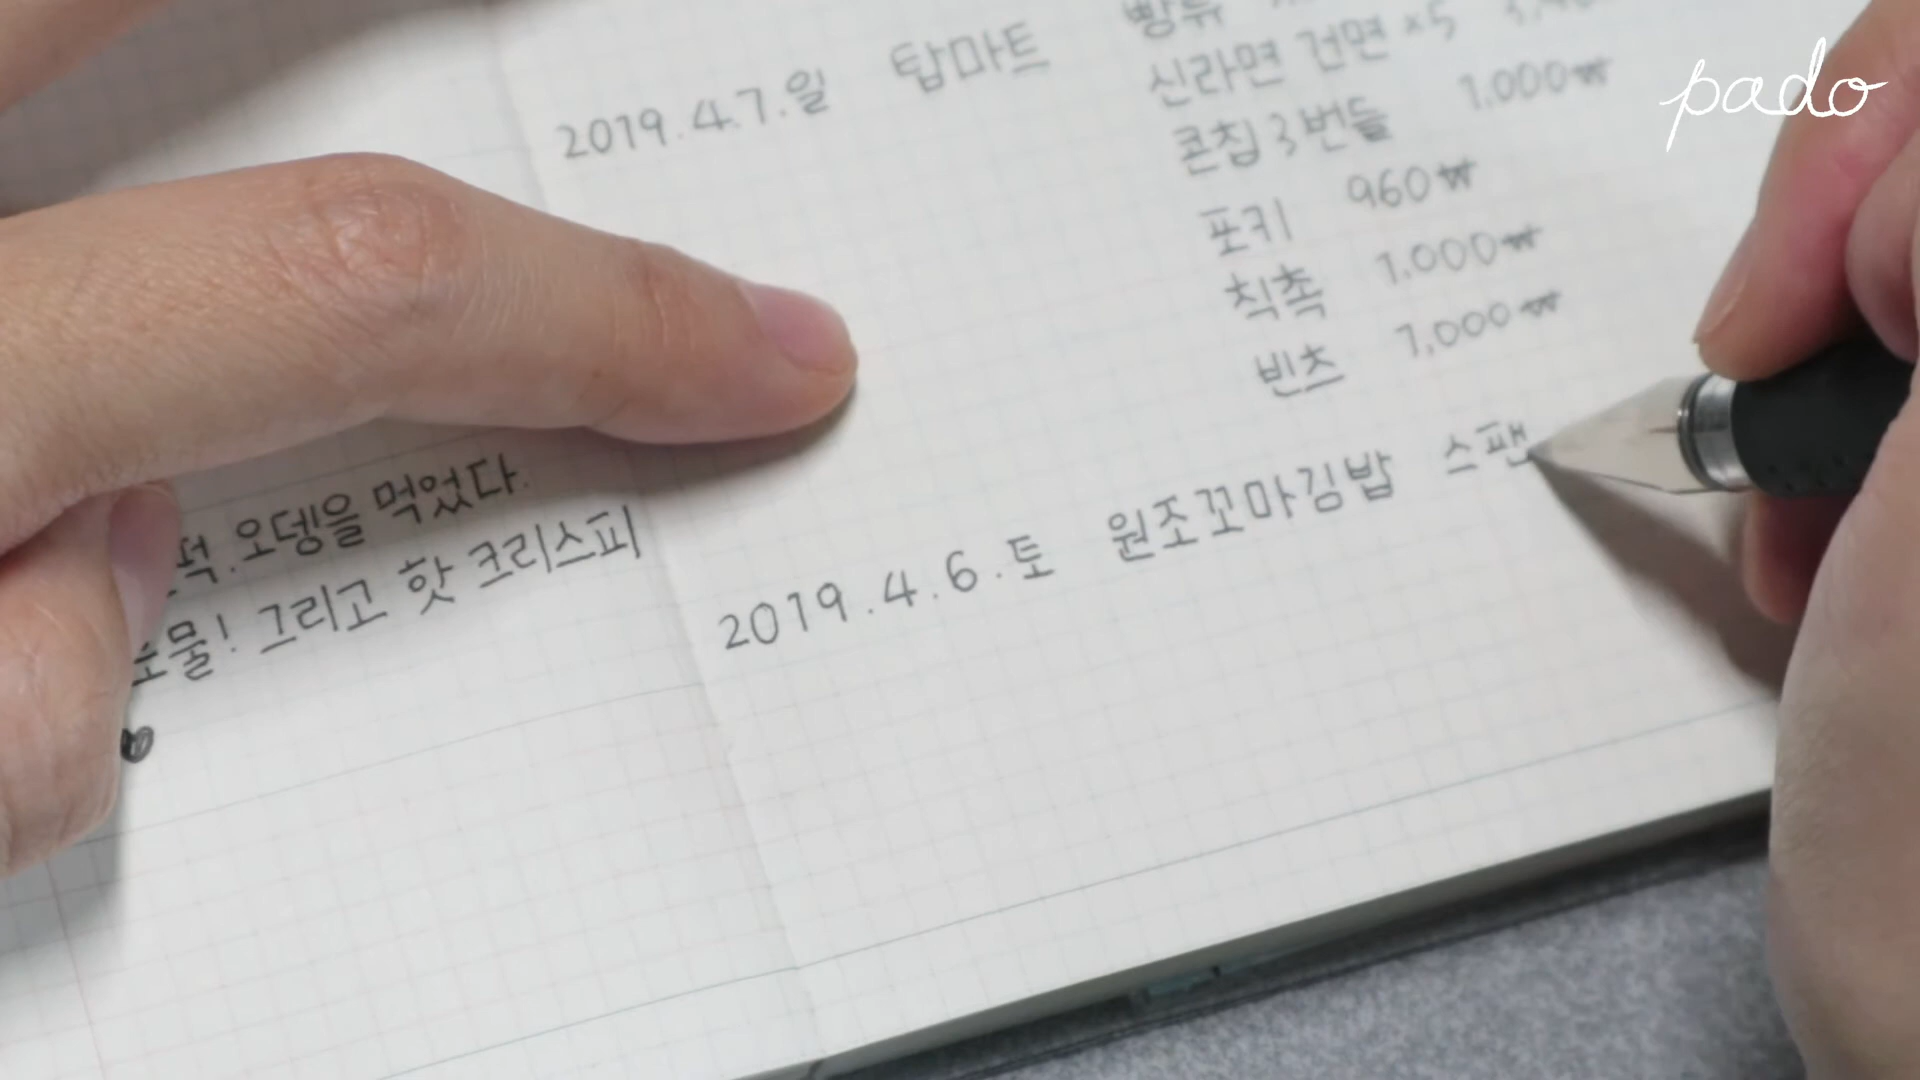 pado
2019.4.7.일 탑마트
신라면 건면 ×5
콘칩 3번들 1.000₩
포키 960₩
칙촉 1.000₩
빈츠 1,000₩
2019.4.6.토 원조꼬마김밥 스팸
오뎅을 먹었다.
그리고 핫 크리스피